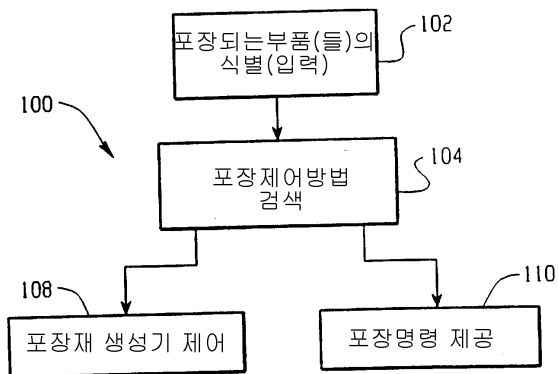 포장되는부품(들)의
식별(입력)
102
100
포장제어방법
검색
104
108
110
포장재 생성기 제어
포장명령 제공